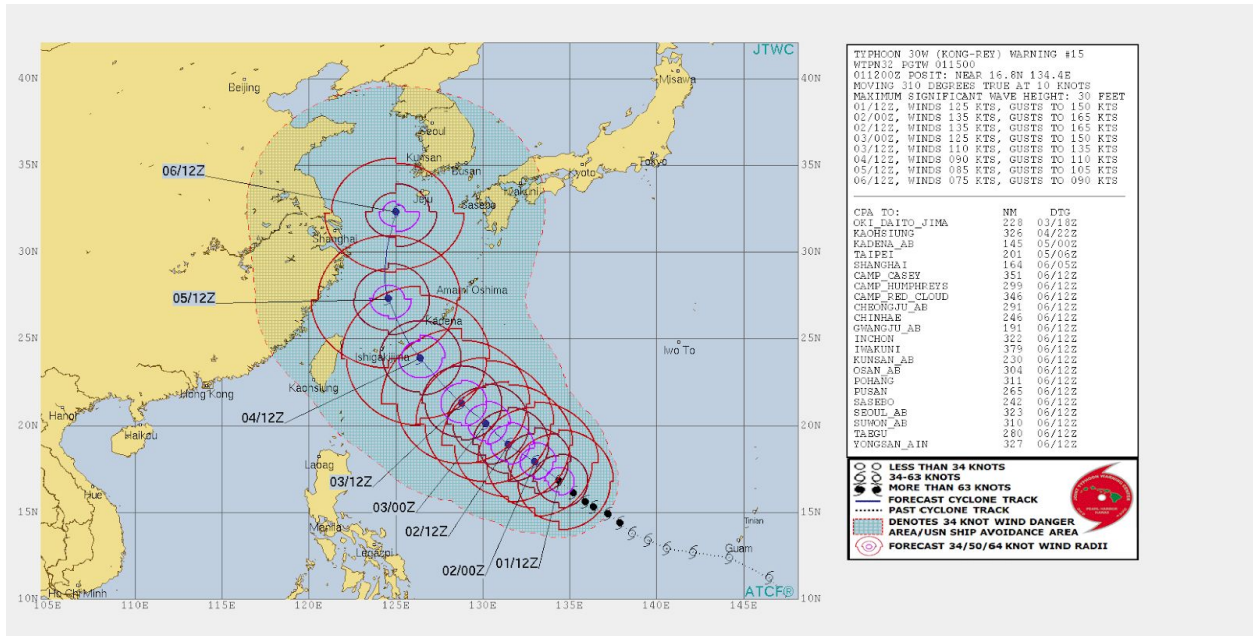 JTWC
40N
35N
30N
25N
20N
15N
10N
40N
35N
30N
25N
20N
15N
10N
105E
110E
115E
120E
125E
130E
135E
140E
145E
Beijing
Misawa
Seoul
Kunsan
Busan
Tokyo
Kyoto
Iwakuni
Sasebo
Jeju
Shanghai
Amami Oshima
Kadena
Ishigakijima
Iwo To
Kaohsiung
Hong Kong
Hanoi
Haikou
Laoag
Hue
Manila
Legazpi
Tinian
Guam
Ho Chi Minh
06/12Z
05/12Z
04/12Z
03/12Z
03/00Z
02/12Z
02/00Z
01/12Z
ATCF®
TYPHOON 30W (KONG-REY) WARNING #15
WTPN32 PGTW 011500
011200Z POSIT: NEAR 16.8N 134.4E
MOVING 310 DEGREES TRUE AT 10 KNOTS
MAXIMUM SIGNIFICANT WAVE HEIGHT: 30 FEET
01/12Z, WINDS 125 KTS, GUSTS TO 150 KTS
02/00Z, WINDS 135 KTS, GUSTS TO 165 KTS
02/12Z, WINDS 135 KTS, GUSTS TO 165 KTS
03/00Z, WINDS 125 KTS, GUSTS TO 150 KTS
03/12Z, WINDS 110 KTS, GUSTS TO 135 KTS
04/12Z, WINDS 090 KTS, GUSTS TO 110 KTS
05/12Z, WINDS 085 KTS, GUSTS TO 105 KTS
06/12Z, WINDS 075 KTS, GUSTS TO 090 KTS
CPA TO: NM DTG
OKI_DAITO_JIMA 228 03/18Z
KAOHSIUNG 326 04/22Z
KADENA_AB 145 05/00Z
TAIPEI 201 05/06Z
SHANGHAI 164 06/05Z
CAMP_CASEY 351 06/12Z
CAMP_HUMPHREYS 299 06/12Z
CAMP_RED_CLOUD 346 06/12Z
CHEONGJU_AB 291 06/12Z
CHINHAE 246 06/12Z
GWANGJU_AB 191 06/12Z
INCHON 322 06/12Z
IWAKUNI 379 06/12Z
KUNSAN_AB 230 06/12Z
OSAN_AB 304 06/12Z
POHANG 311 06/12Z
PUSAN 265 06/12Z
SASEBO 242 06/12Z
SEOUL_AB 323 06/12Z
SUWON_AB 310 06/12Z
TAEGU 280 06/12Z
YONGSAN_AIN 327 06/12Z
LESS THAN 34 KNOTS
34-63 KNOTS
MORE THAN 63 KNOTS
FORECAST CYCLONE TRACK
PAST CYCLONE TRACK
DENOTES 34 KNOT WIND DANGER
AREA/USN SHIP AVOIDANCE AREA
FORECAST 34/50/64 KNOT WIND RADII